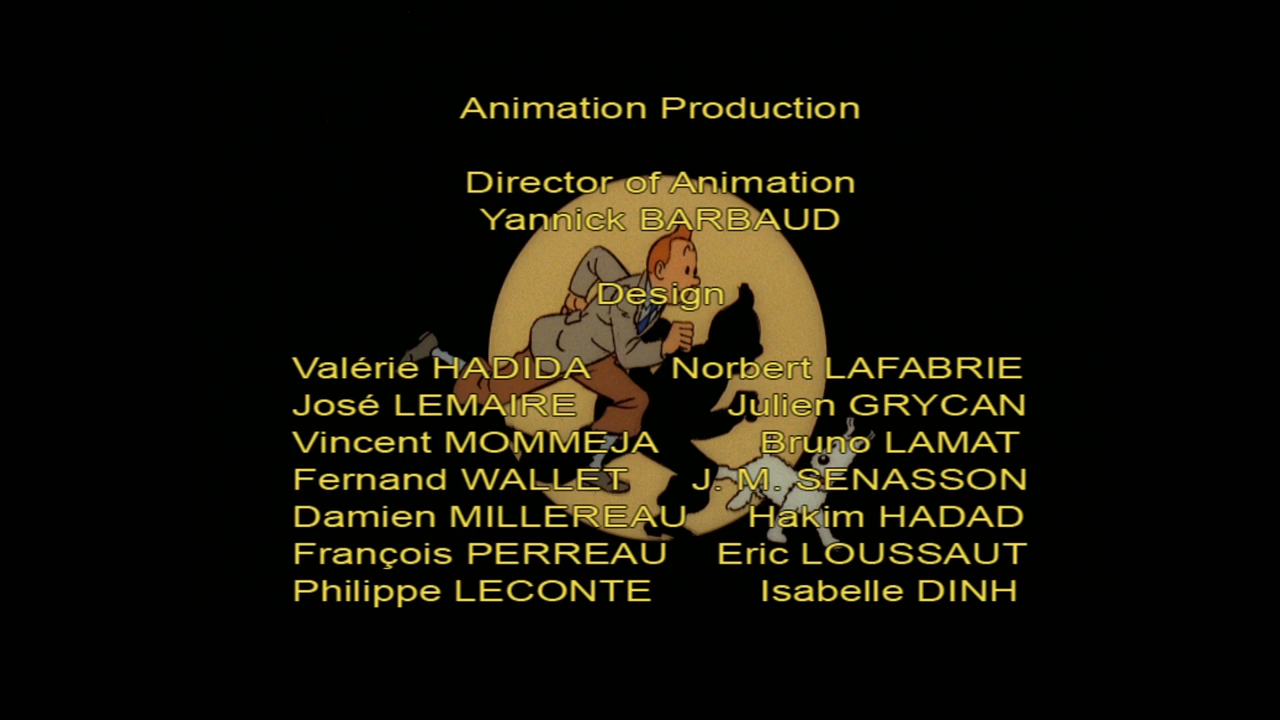 Animation Production
Director of Animation
Yannick BARBAUD
Design
Valérie HADIDA Norbert LAFABRIE
José LEMAIRE Julien GRYCAN
Vincent MOMMEJA Bruno LAMAT
Fernand WALLET J. M. SENASSON
Damien MILLEREAU Hakim HADAD
François PERREAU Eric LOUSSAUT
Philippe LECONTE Isabelle DINH